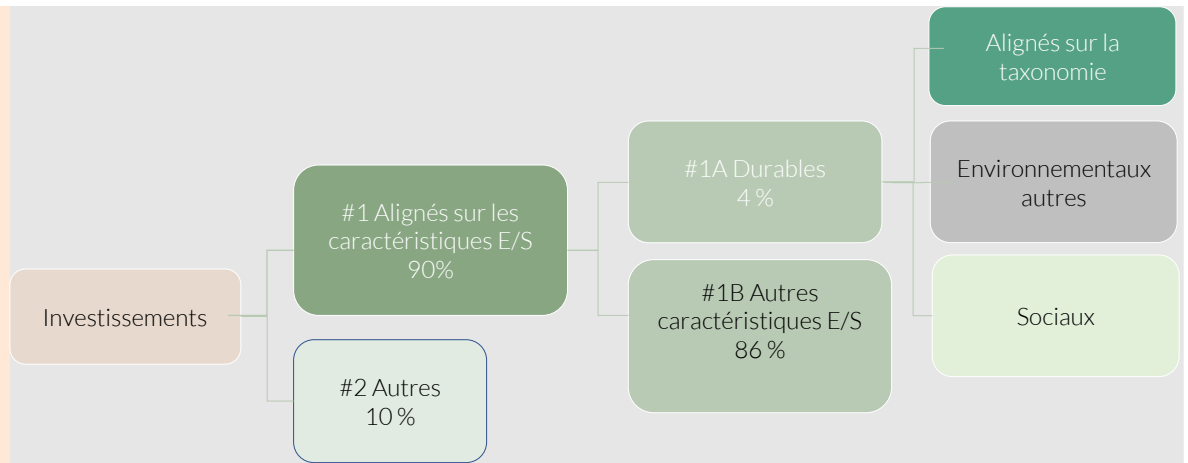 Investissements
#1 Alignés sur les
caractéristiques E/S
90%
#2 Autres
10 %
#1A Durables
4 %
#1B Autres
caractéristiques E/S
86 %
Alignés sur la
taxonomie
Environnementaux
autres
Sociaux